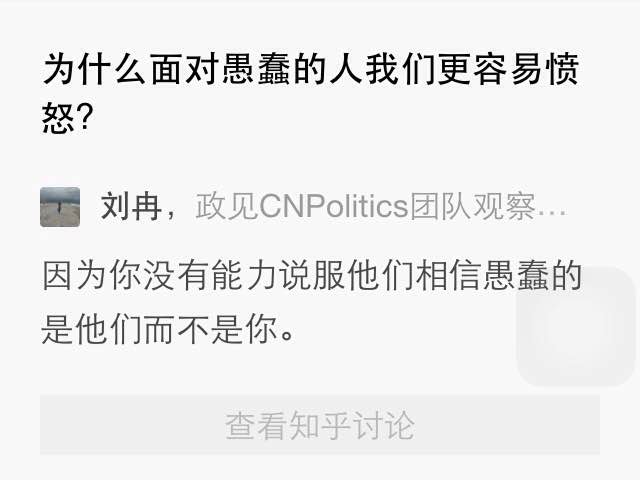 为什么面对愚蠢的人我们更容易愤
怒?
刘冉，政见CNPolitics团队观察…
因为你没有能力说服他们相信愚蠢的
是他们而不是你。
查看知乎讨论